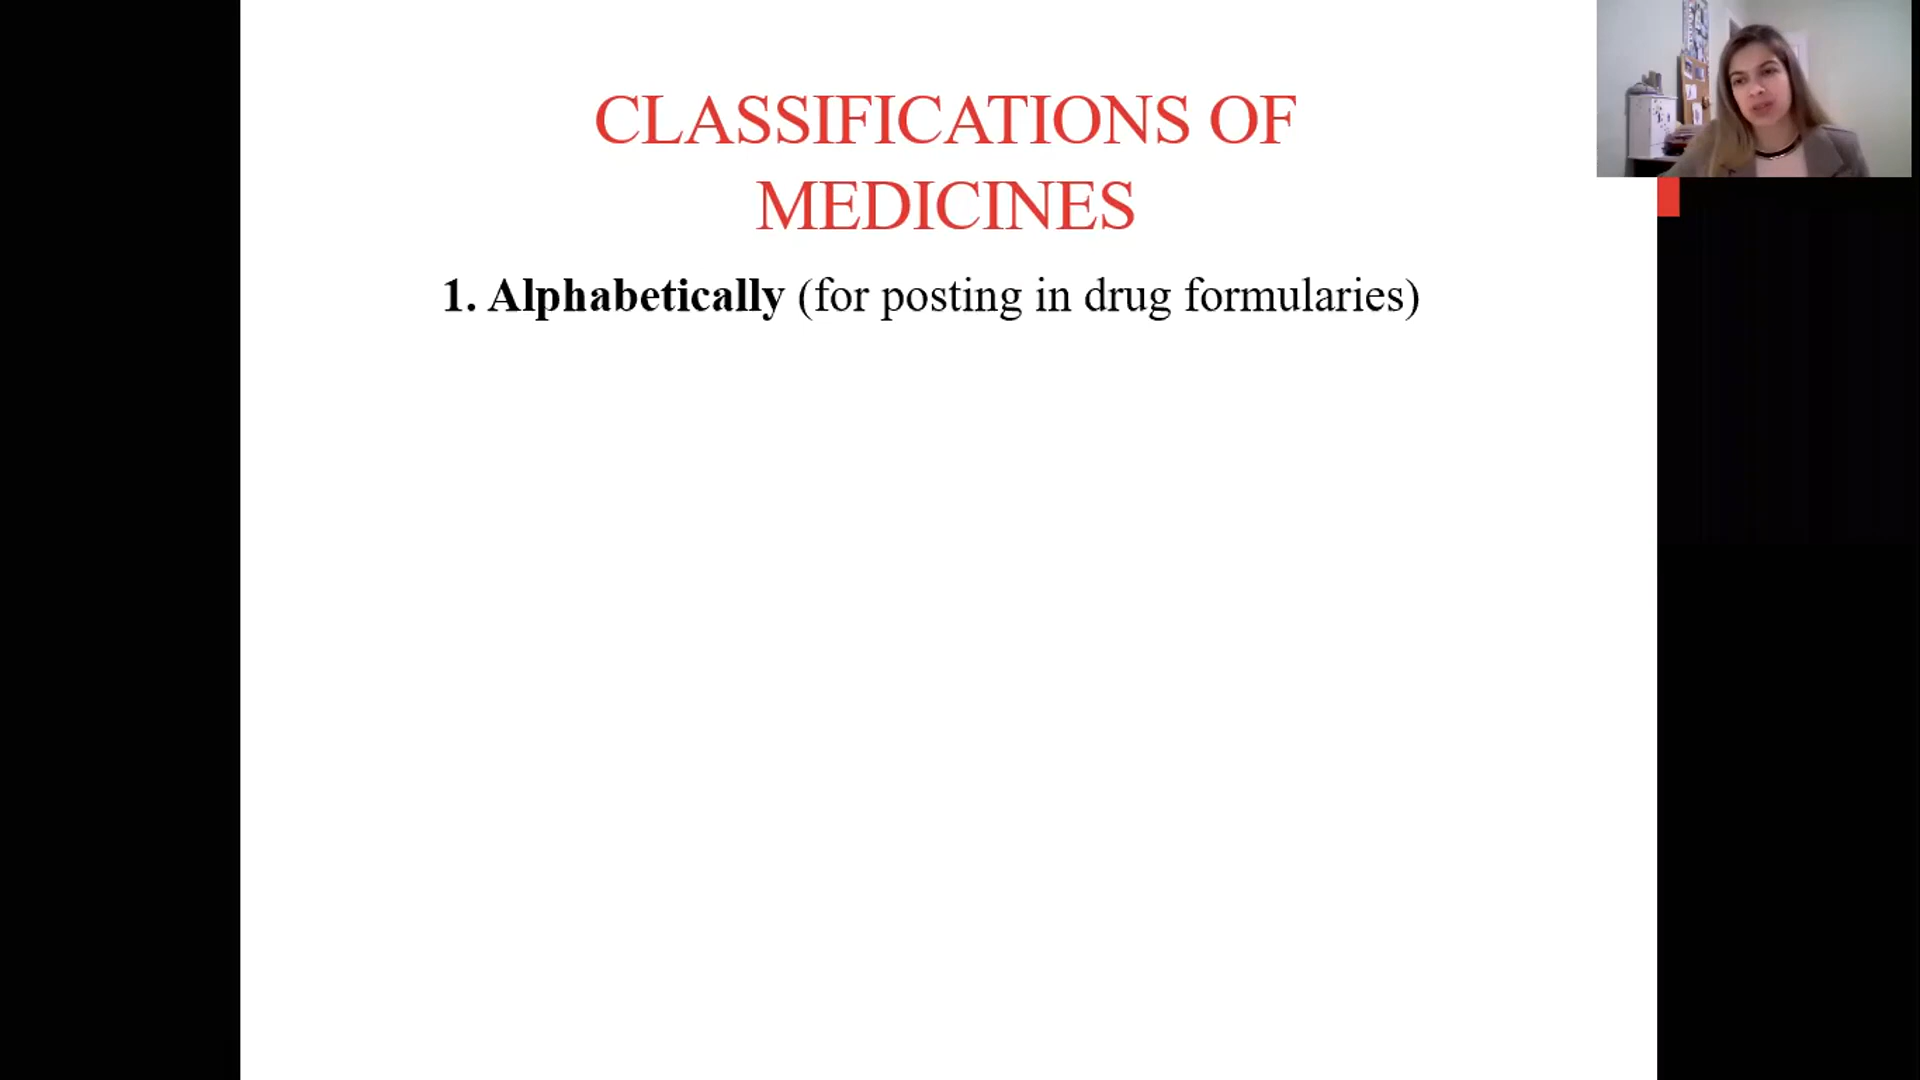 CLASSIFICATIONS OF
MEDICINES
1. Alphabetically (for posting in drug formularies)